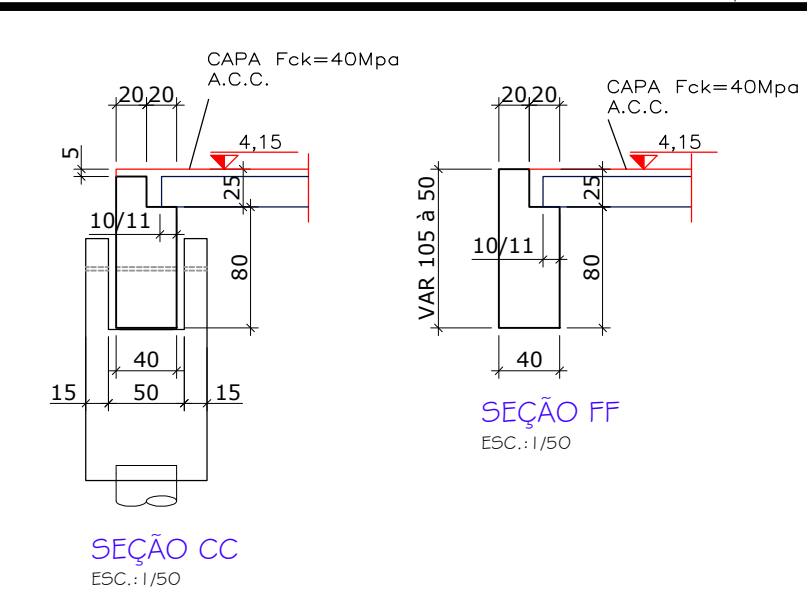 CAPA Fck=40Mpa
A.C.C.
20 20
4,15
5
25
10/11
80
40
15 50 15
SEÇÃO CC
ESC.:1/50
CAPA Fck=40Mpa
A.C.C.
20 20
4,15
25
VAR 105 à 50
10/11
80
40
SEÇÃO FF
ESC.:1/50